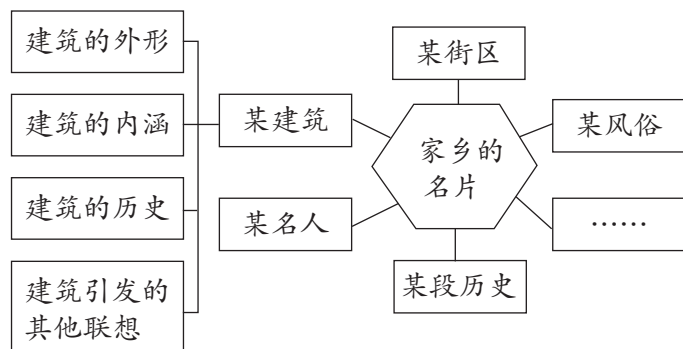 建筑的外形
建筑的内涵
建筑的历史
建筑引发的
其他联想
某建筑
某名人
某街区
家乡的
名片
某段历史
某风俗
……